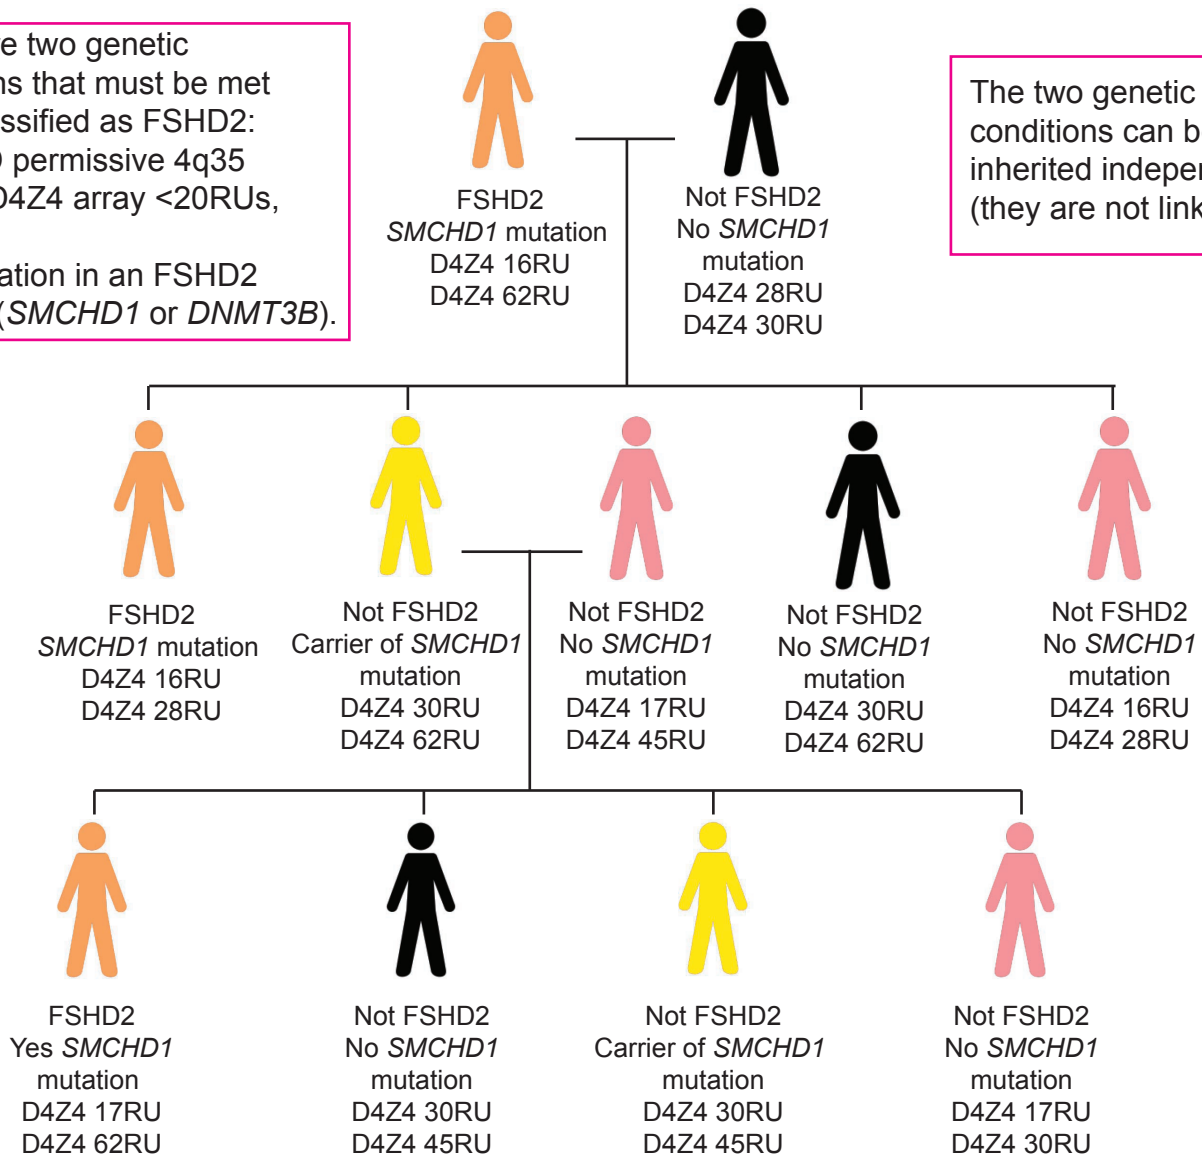 re two genetic
ns that must be met
ssified as FSHD2:
permissive 4q35
D4Z4 array <20RUs,
ation in an FSHD2
(SMCHD1 or DNMT3B).
The two genetic
conditions can b
inherited indepen
(they are not link
FSHD2
SMCHD1 mutation
D4Z4 16RU
D4Z4 62RU
Not FSHD2
No SMCHD1
mutation
D4Z4 28RU
D4Z4 30RU
FSHD2
SMCHD1 mutation
D4Z4 16RU
D4Z4 28RU
Not FSHD2
Carrier of SMCHD1
mutation
D4Z4 30RU
D4Z4 62RU
Not FSHD2
No SMCHD1
mutation
D4Z4 17RU
D4Z4 45RU
Not FSHD2
No SMCHD1
mutation
D4Z4 30RU
D4Z4 62RU
Not FSHD2
No SMCHD1
mutation
D4Z4 16RU
D4Z4 28RU
FSHD2
Yes SMCHD1
mutation
D4Z4 17RU
D4Z4 62RU
Not FSHD2
No SMCHD1
mutation
D4Z4 30RU
D4Z4 45RU
Not FSHD2
Carrier of SMCHD1
mutation
D4Z4 30RU
D4Z4 45RU
Not FSHD2
No SMCHD1
mutation
D4Z4 17RU
D4Z4 30RU